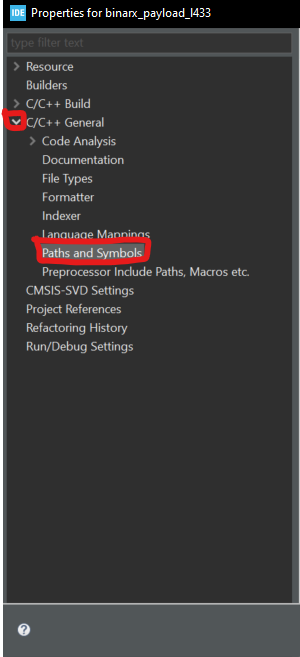 IDE Properties for binarx_payload_l433
type filter text
Resource
Builders
C/C++ Build
C/C++ General
Code Analysis
Documentation
File Types
Formatter
Indexer
Language Mappings
Paths and Symbols
Preprocessor Include Paths, Macros etc.
CMSIS-SVD Settings
Project References
Refactoring History
Run/Debug Settings
?